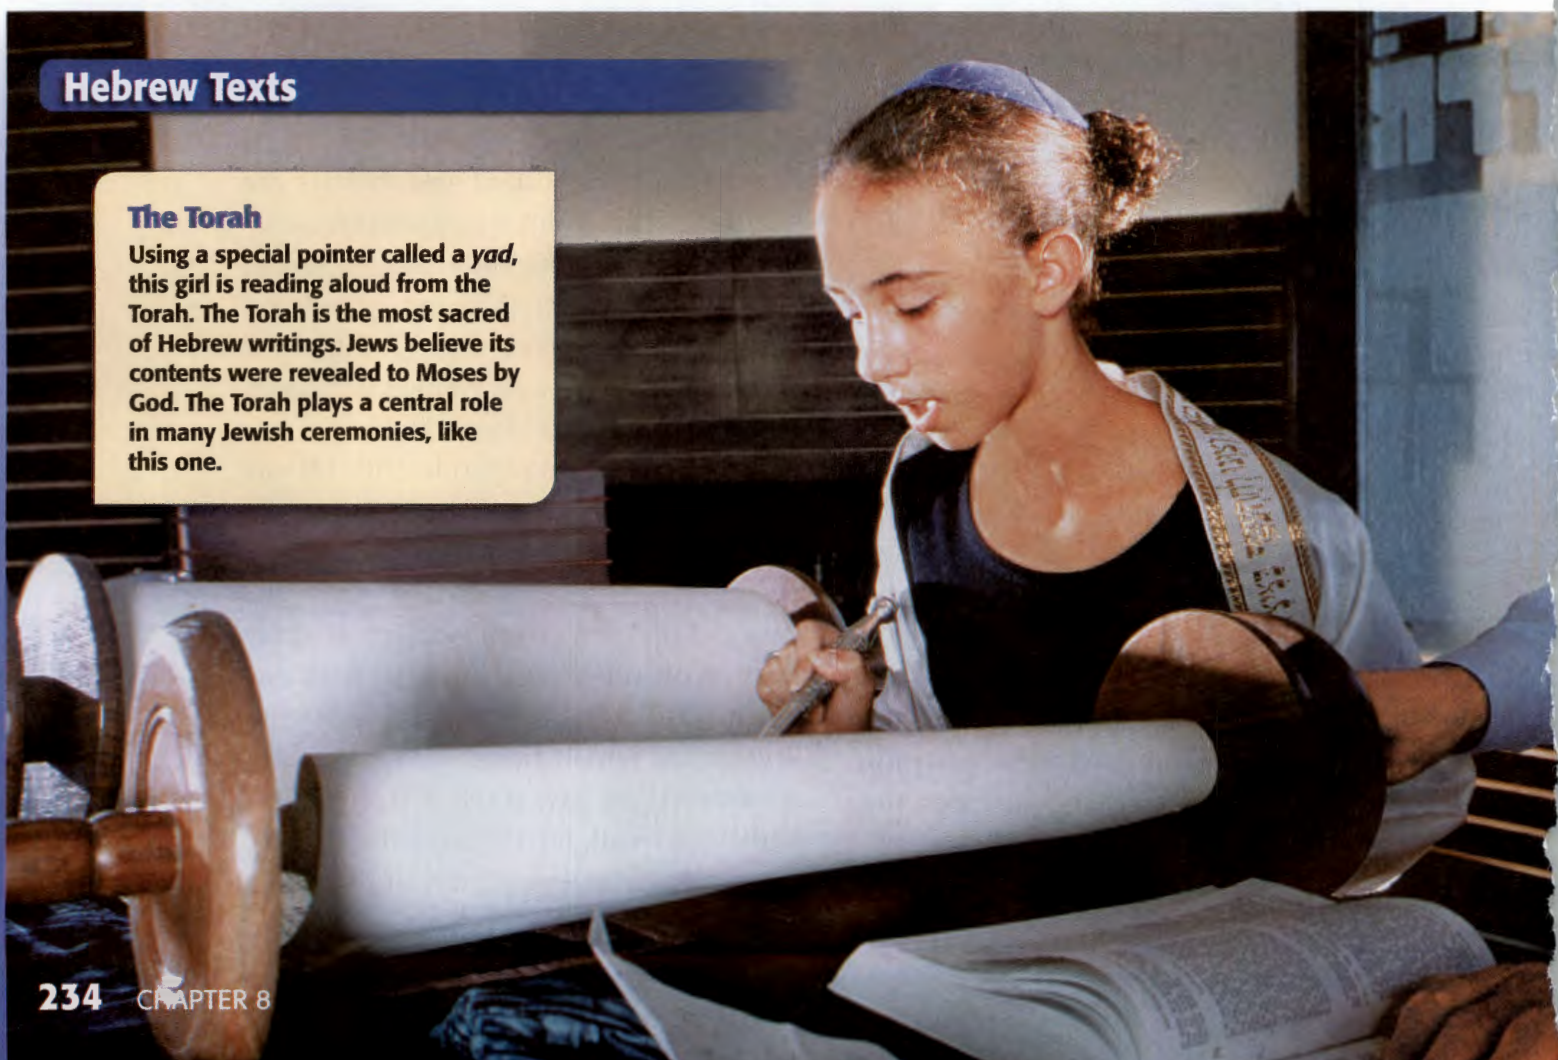 Hebrew Texts
The Torah
Using a special pointer called a yad,
this girl is reading aloud from the
Torah. The Torah is the most sacred
of Hebrew writings. Jews believe its
contents were revealed to Moses by
God. The Torah plays a central role
in many Jewish ceremonies, like
this one.
234 CHAPTER 8